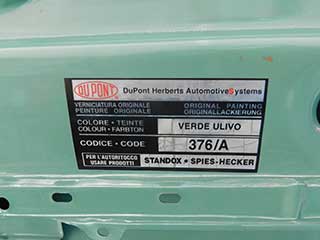 DU PONT DuPont Herberts AutomotiveSystems
VERNICIATURA ORIGINALE ORIGINAL PAINTING
PEINTURE ORIGINALE ORIGINALLACKIERUNG
COLORE • TEINTE
COLOUR • FARBTON VERDE ULIVO
CODICE • CODE 376/A
PER L'AUTORITOCCO
USARE PRODOTTI STANDOX • SPIES-HECKER